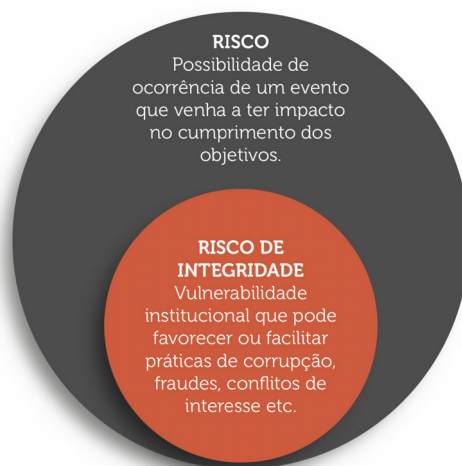 RISCO
Possibilidade de
ocorrência de um evento
que venha a ter impacto
no cumprimento dos
objetivos.
RISCO DE
INTEGRIDADE
Vulnerabilidade
institucional que pode
favorecer ou facilitar
práticas de corrupção,
fraudes, conflitos de
interesse etc.